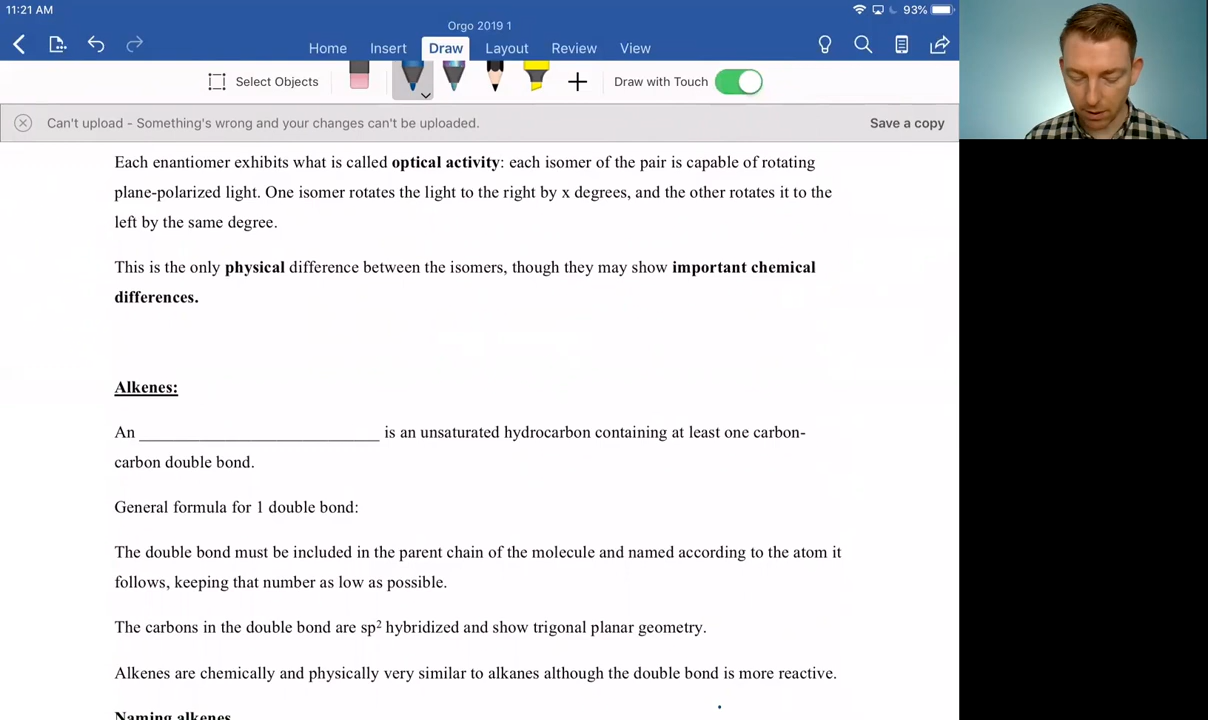 11:21 AM
93%
Orgo 2019 1
Home Insert Draw Layout Review View
Select Objects
Draw with Touch
Can't upload - Something's wrong and your changes can't be uploaded.
Save a copy
Each enantiomer exhibits what is called optical activity: each isomer of the pair is capable of rotating
plane-polarized light. One isomer rotates the light to the right by x degrees, and the other rotates it to the
left by the same degree.
This is the only physical difference between the isomers, though they may show important chemical
differences.
Alkenes:
An ________________________ is an unsaturated hydrocarbon containing at least one carbon-
carbon double bond.
General formula for 1 double bond:
The double bond must be included in the parent chain of the molecule and named according to the atom it
follows, keeping that number as low as possible.
The carbons in the double bond are sp² hybridized and show trigonal planar geometry.
Alkenes are chemically and physically very similar to alkanes although the double bond is more reactive.
Naming alkenes